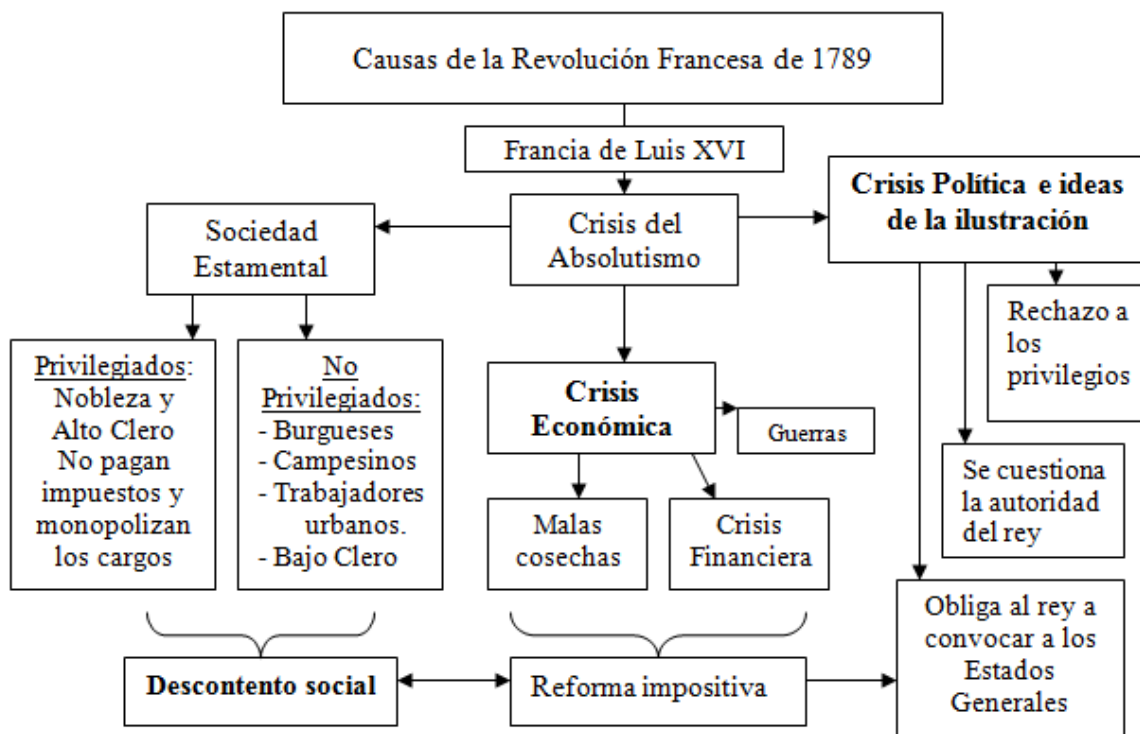 Causas de la Revolución Francesa de 1789
Francia de Luis XVI
Crisis del
Absolutismo
Sociedad
Estamental
Crisis Política e ideas
de la ilustración
Privilegiados:
Nobleza y
Alto Clero
No pagan
impuestos y
monopolizan
los cargos
No
Privilegiados:
- Burgueses
- Campesinos
- Trabajadores
urbanos.
- Bajo Clero
Crisis
Económica
Guerras
Malas
cosechas
Crisis
Financiera
Rechazo a
los
privilegios
Se cuestiona
la autoridad
del rey
Obliga al rey a
convocar a los
Estados
Generales
Descontento social
Reforma impositiva